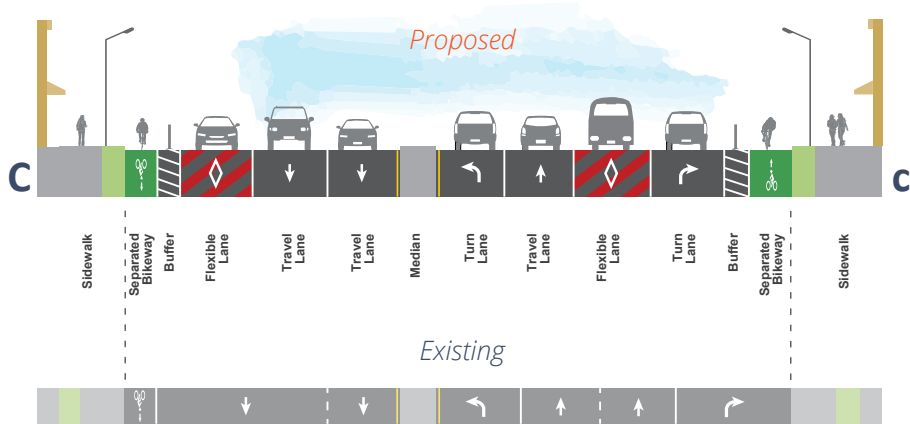 Proposed
C
c
Sidewalk
Separated
Bikeway
Buffer
Flexible
Lane
Travel
Lane
Travel
Lane
Median
Turn
Lane
Travel
Lane
Flexible
Lane
Turn
Lane
Buffer
Separated
Bikeway
Sidewalk
Existing